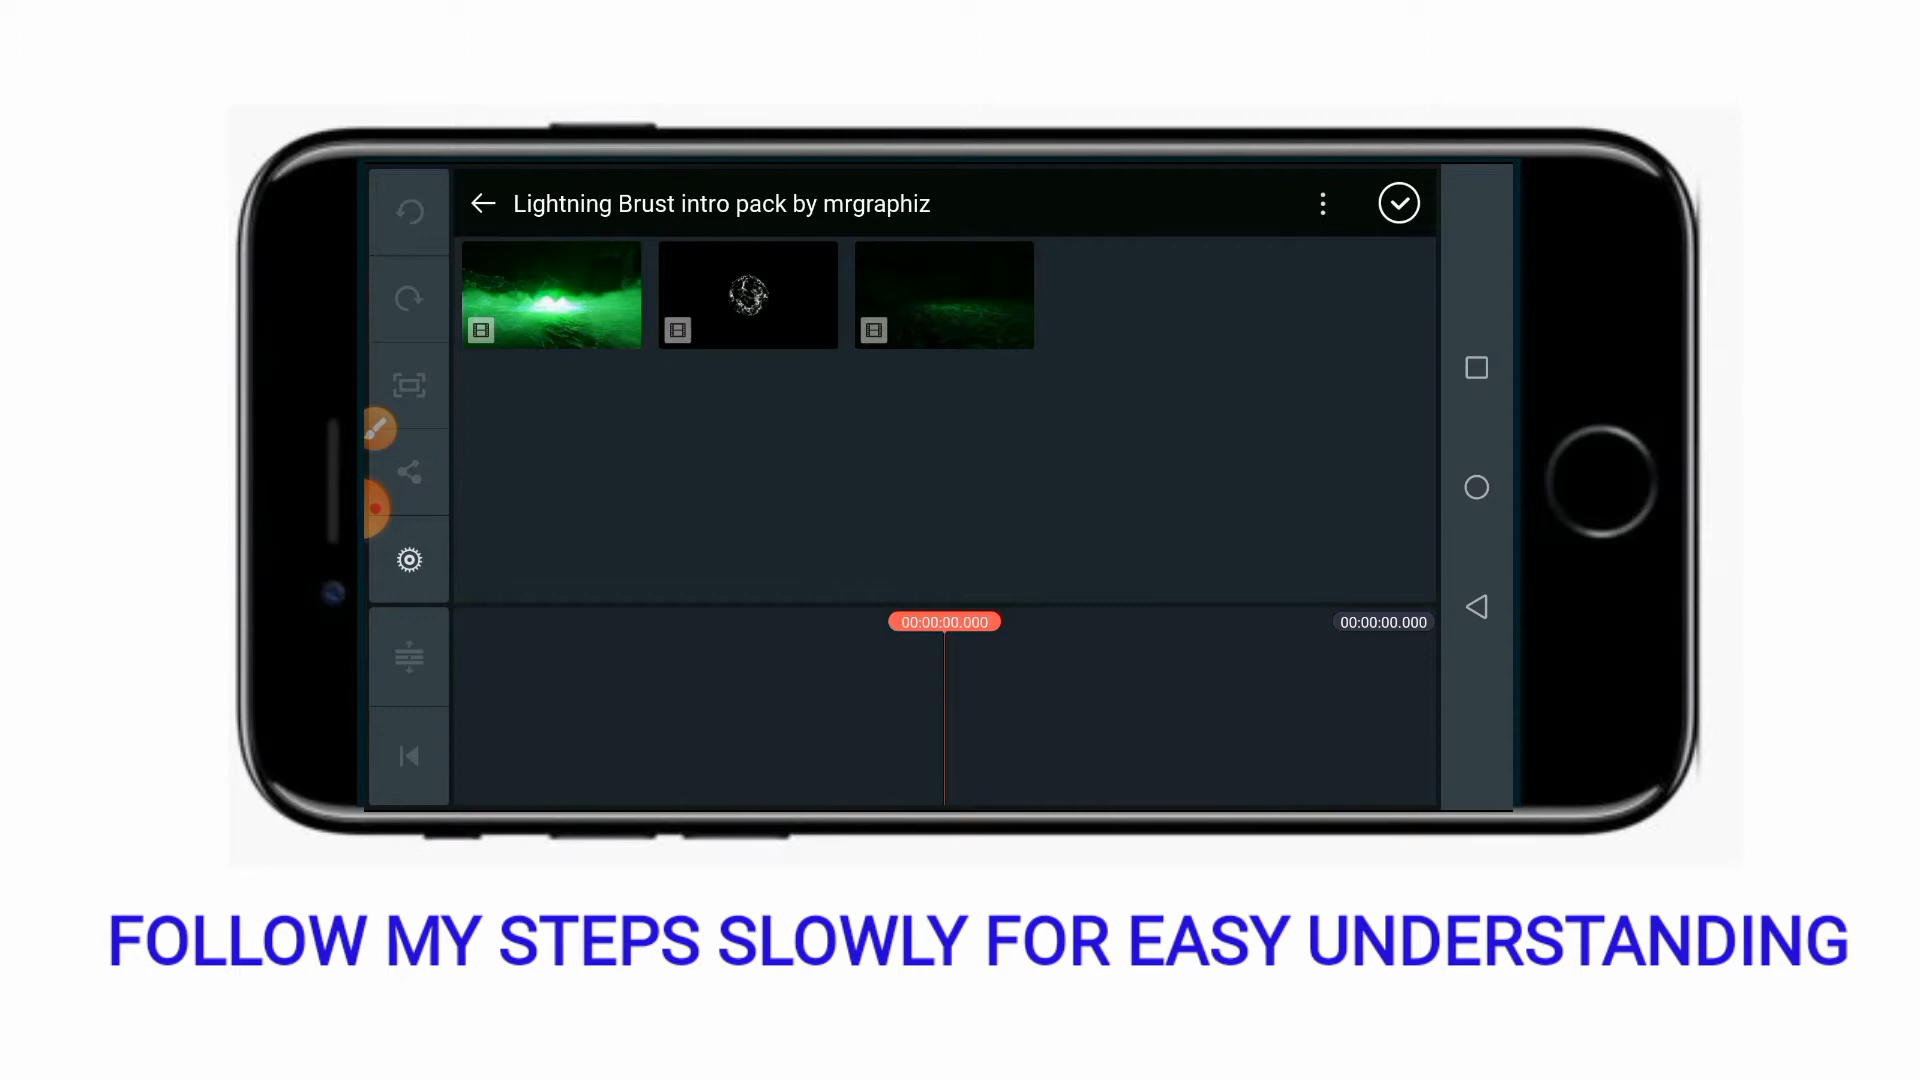 Lightning Brust intro pack by mrgraphiz
00:00:00.000
00:00:00.000
FOLLOW MY STEPS SLOWLY FOR EASY UNDERSTANDING